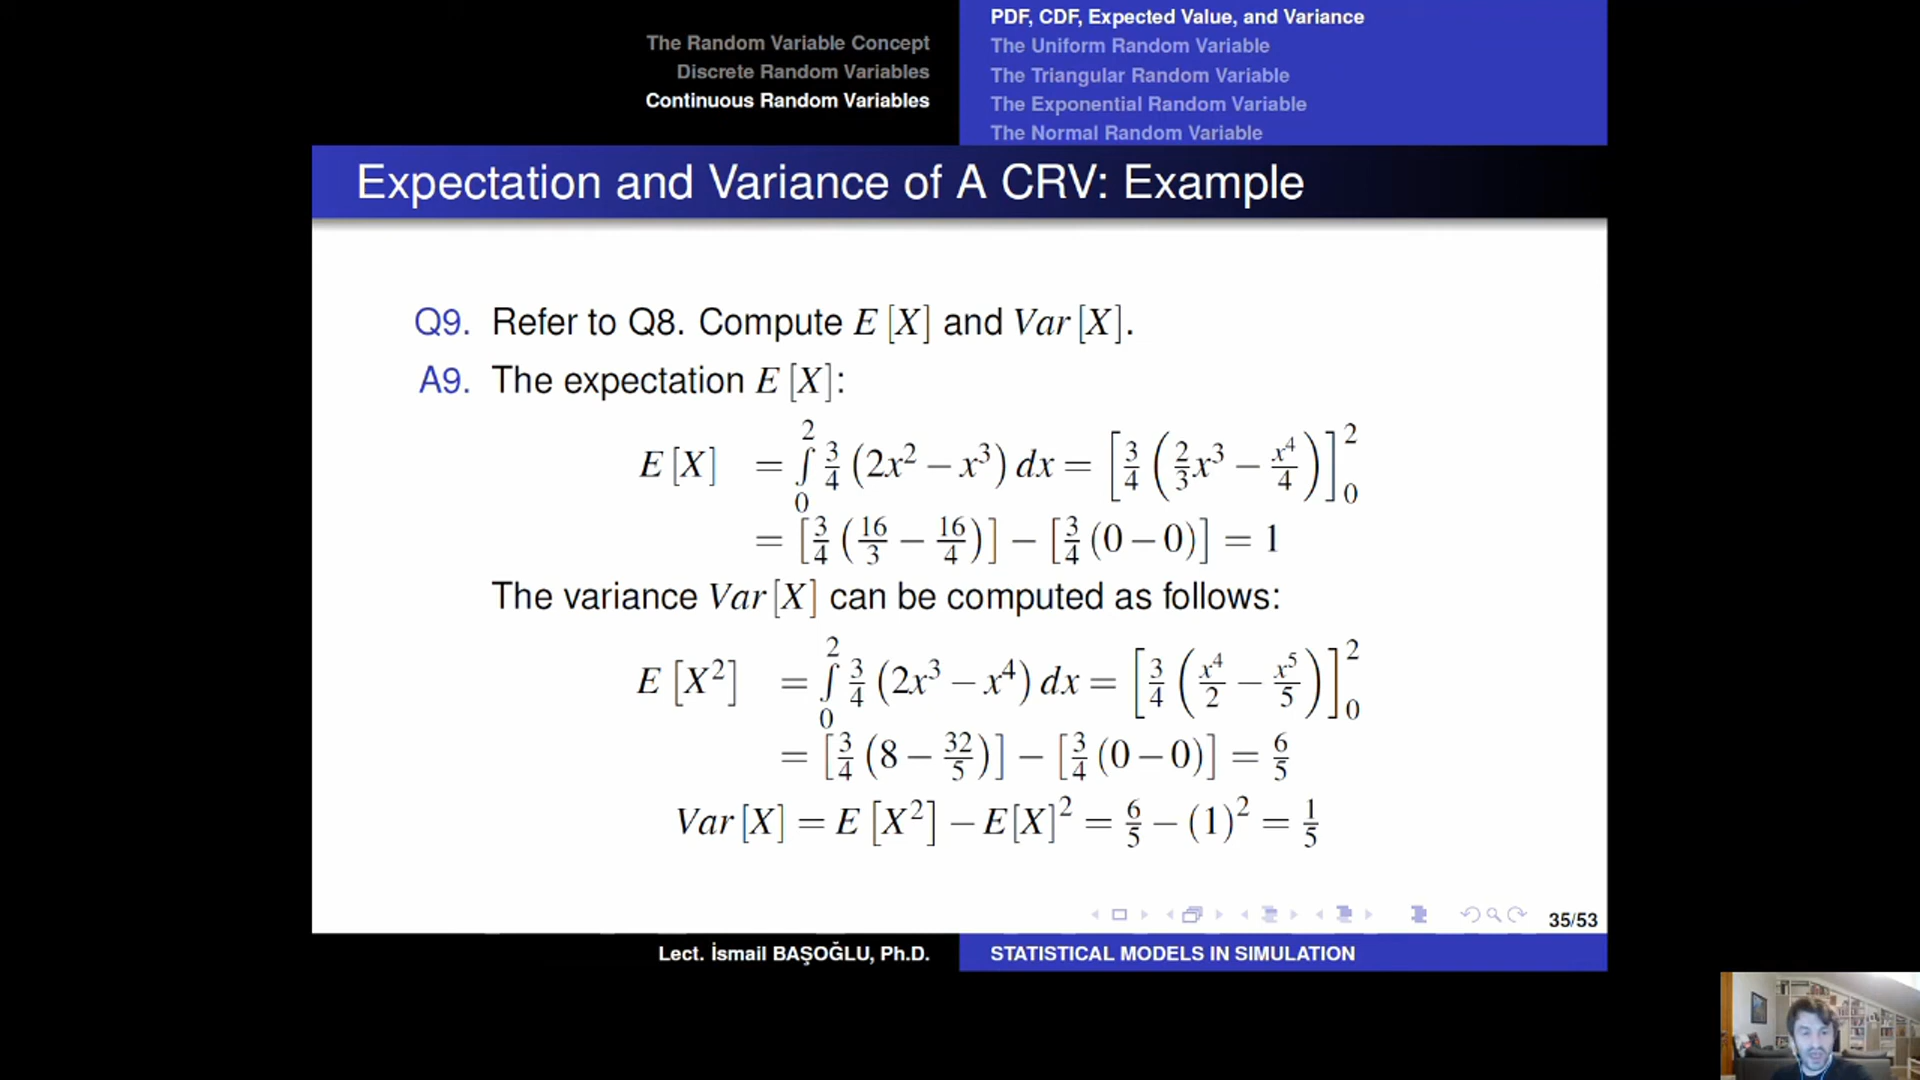 The Random Variable Concept
Discrete Random Variables
Continuous Random Variables
PDF, CDF, Expected Value, and Variance
The Uniform Random Variable
The Triangular Random Variable
The Exponential Random Variable
The Normal Random Variable
Expectation and Variance of A CRV: Example
Q9. Refer to Q8. Compute E [X] and Var [X].
A9. The expectation E [X]:
E [X] = ∫₀² 3/4 (2x² − x³) dx = [3/4 (2/3 x³ − x⁴/4)]₀²
= [3/4 (16/3 − 16/4)] − [3/4 (0 − 0)] = 1
The variance Var [X] can be computed as follows:
E [X²] = ∫₀² 3/4 (2x³ − x⁴) dx = [3/4 (x⁴/2 − x⁵/5)]₀²
= [3/4 (8 − 32/5)] − [3/4 (0 − 0)] = 6/5
Var [X] = E [X²] − E[X]² = 6/5 − (1)² = 1/5
35/53
Lect. İsmail BAŞOĞLU, Ph.D.
STATISTICAL MODELS IN SIMULATION